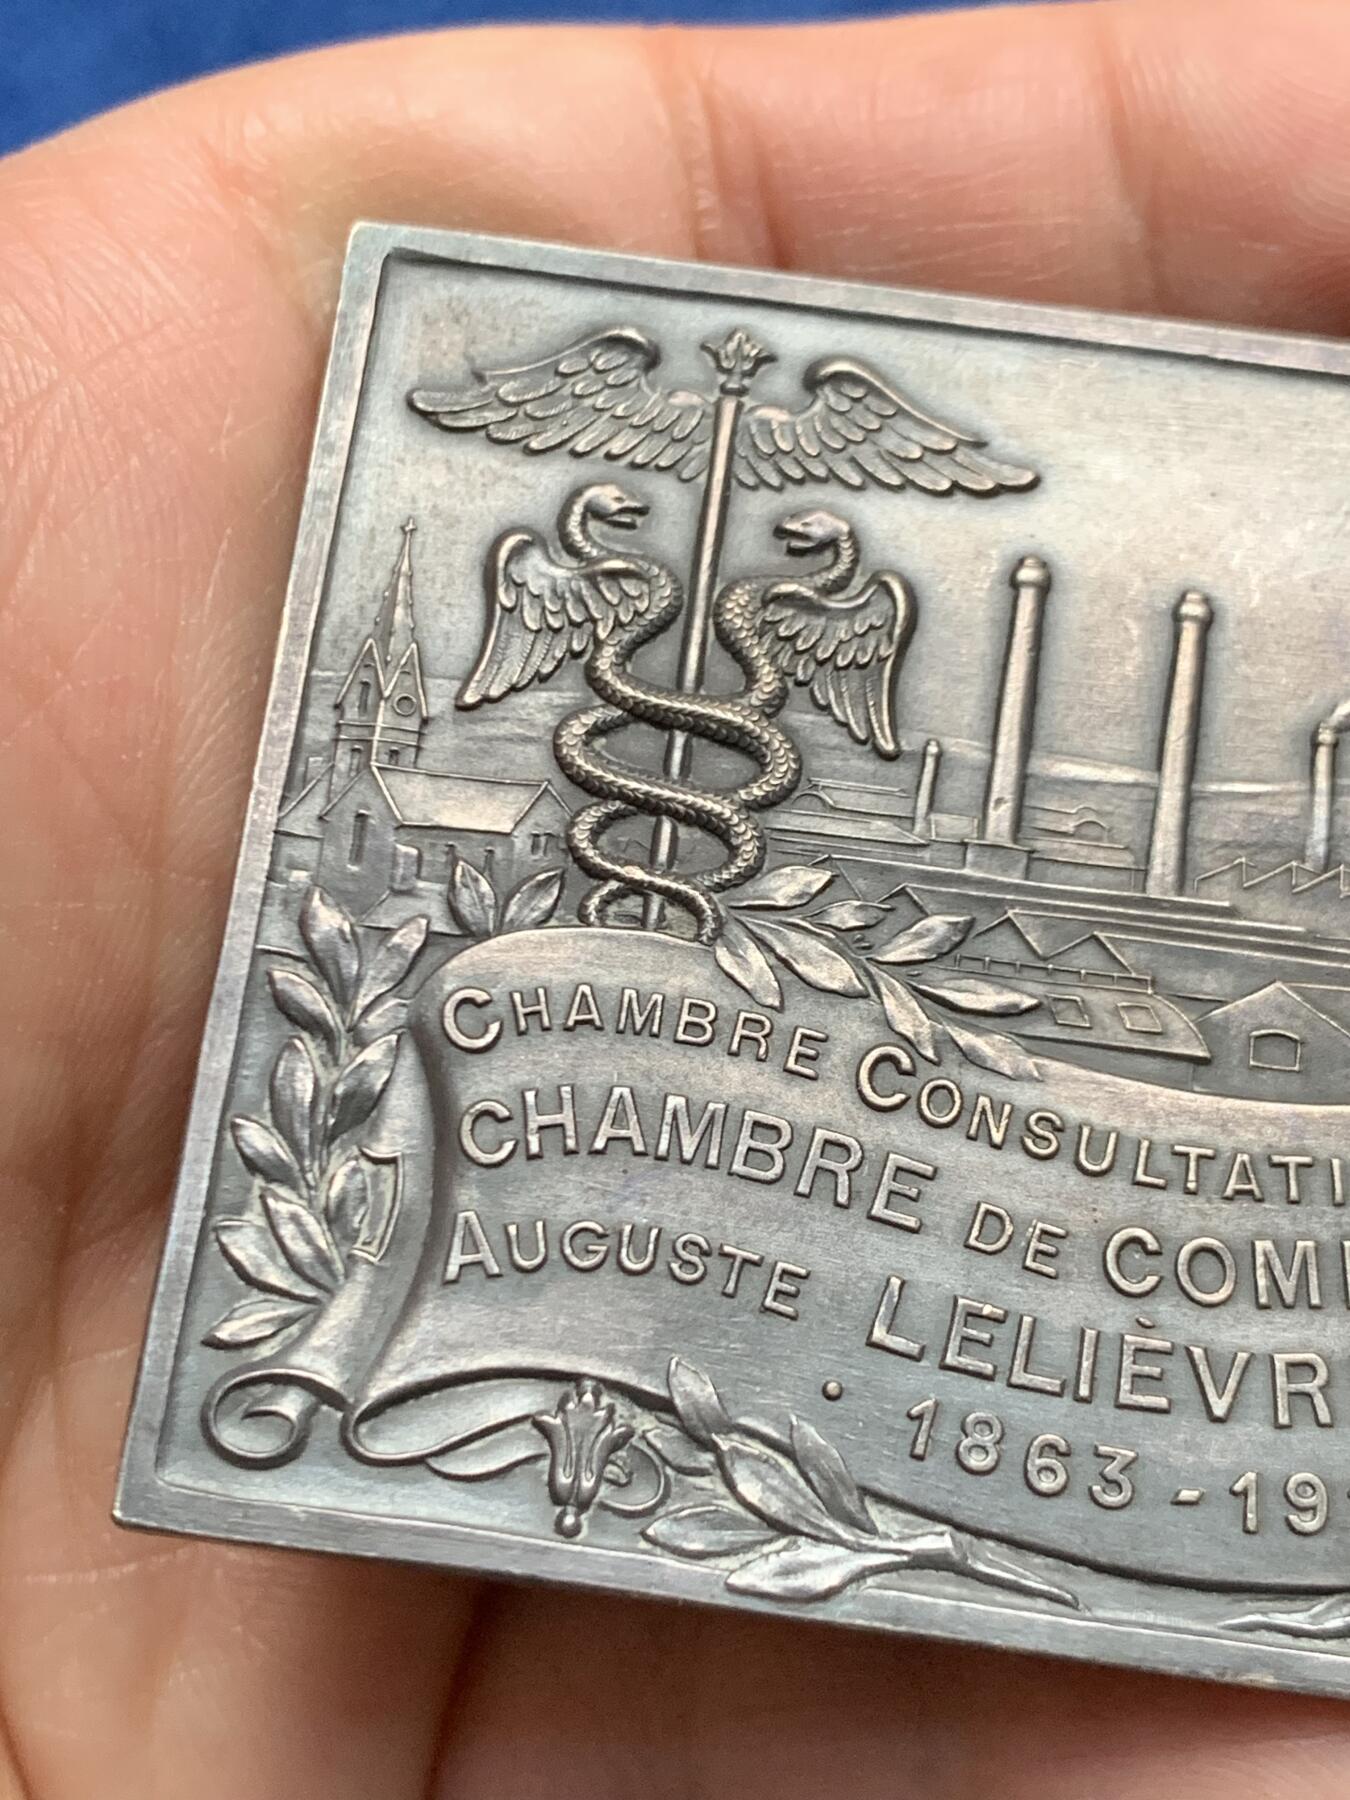 CHAMBRE CONSULTATI
CHAMBRE DE COM
AUGUSTE LELIÈVR
• 1863-19